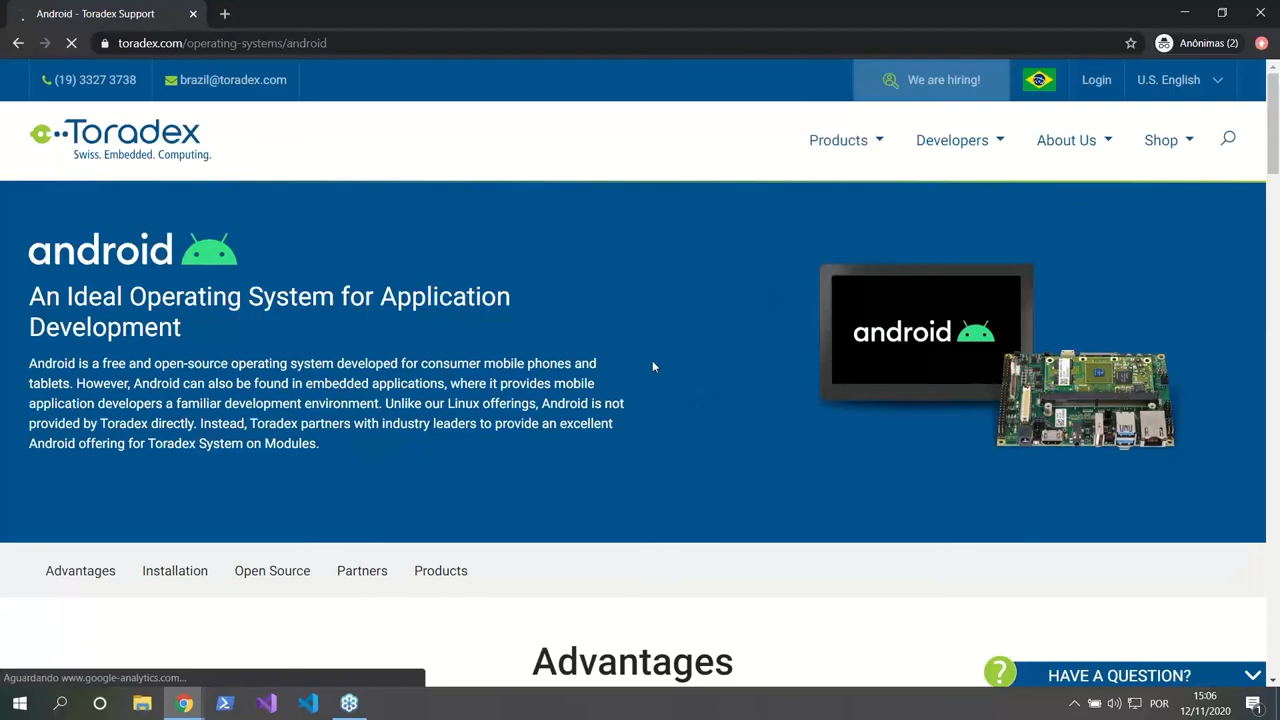 Android - Toradex Support
toradex.com/operating-systems/android
Anônimas (2)
(19) 3327 3738
brazil@toradex.com
We are hiring!
Login
U.S. English
Toradex
Swiss. Embedded. Computing.
Products
Developers
About Us
Shop
android
An Ideal Operating System for Application
Development
Android is a free and open-source operating system developed for consumer mobile phones and
tablets. However, Android can also be found in embedded applications, where it provides mobile
application developers a familiar development environment. Unlike our Linux offerings, Android is not
provided by Toradex directly. Instead, Toradex partners with industry leaders to provide an excellent
Android offering for Toradex System on Modules.
android
Advantages
Installation
Open Source
Partners
Products
Advantages
? HAVE A QUESTION?
Aguardando www.google-analytics.com...
POR
15:06
12/11/2020
1